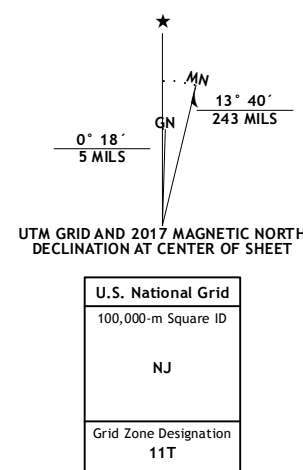 ★
MN
GN
13° 40´
243 MILS
0° 18´
5 MILS
UTM GRID AND 2017 MAGNETIC NORTH
DECLINATION AT CENTER OF SHEET
U.S. National Grid
100,000-m Square ID
NJ
Grid Zone Designation
11T